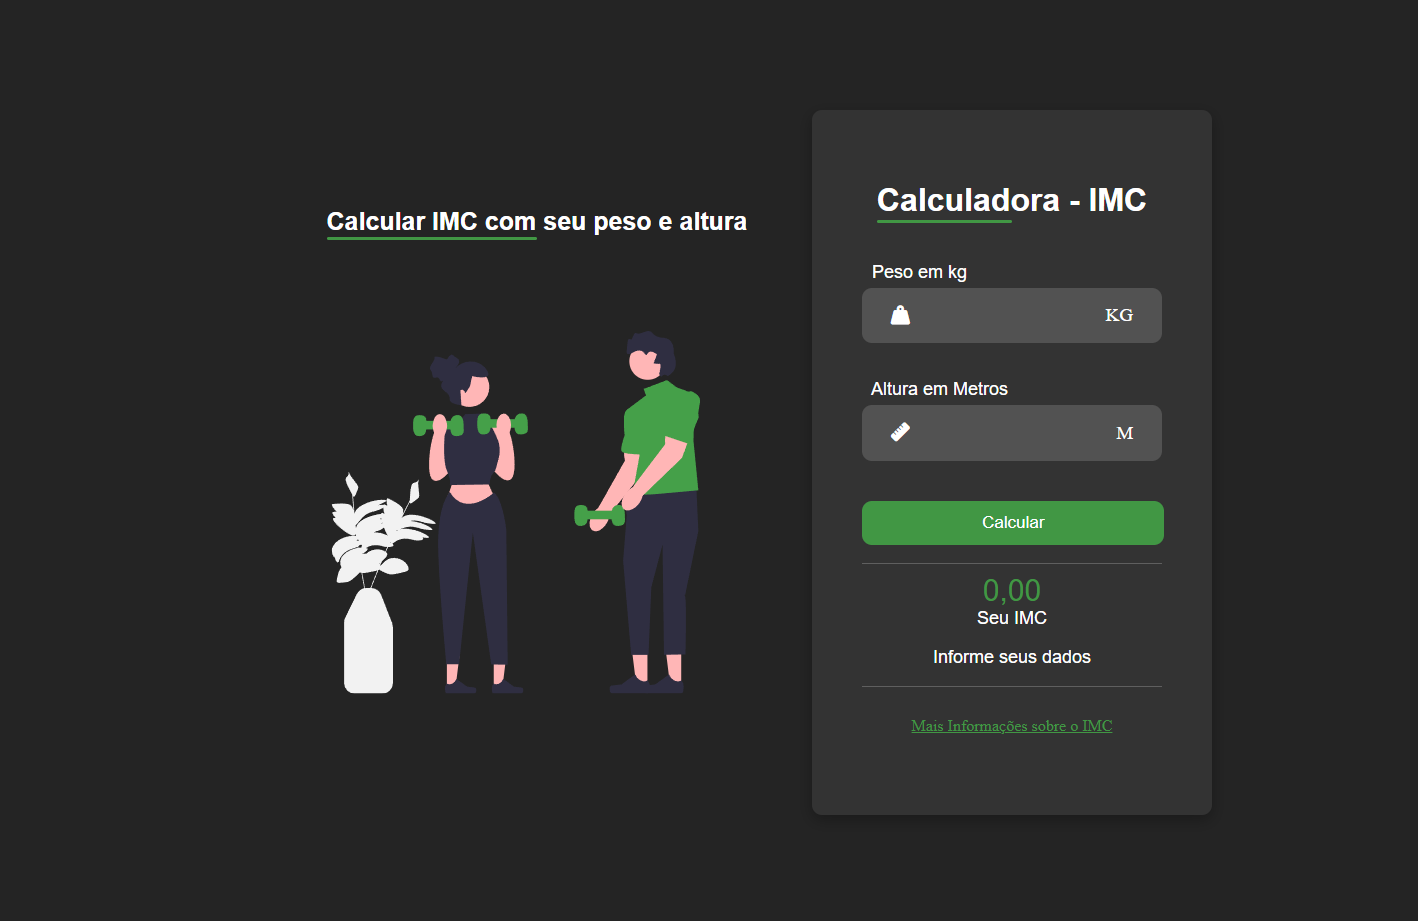 Calcular IMC com seu peso e altura
Calculadora - IMC
Peso em kg
KG
Altura em Metros
M
Calcular
0,00
Seu IMC
Informe seus dados
Mais Informações sobre o IMC